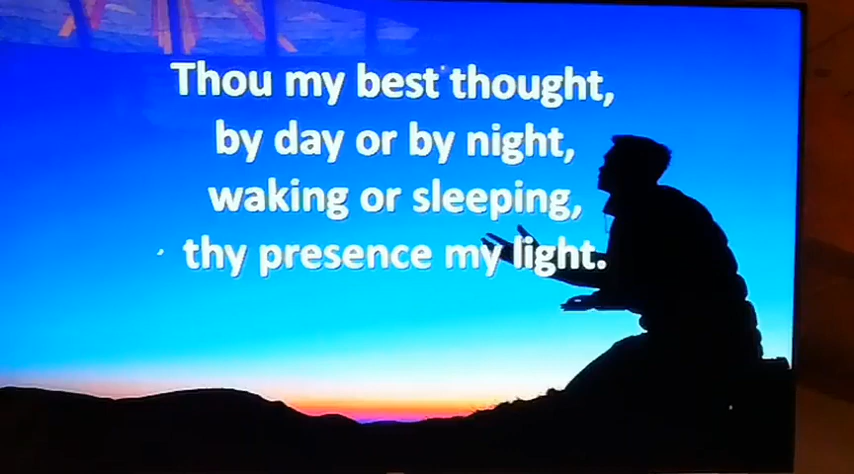 Thou my best thought,
by day or by night,
waking or sleeping,
thy presence my light.